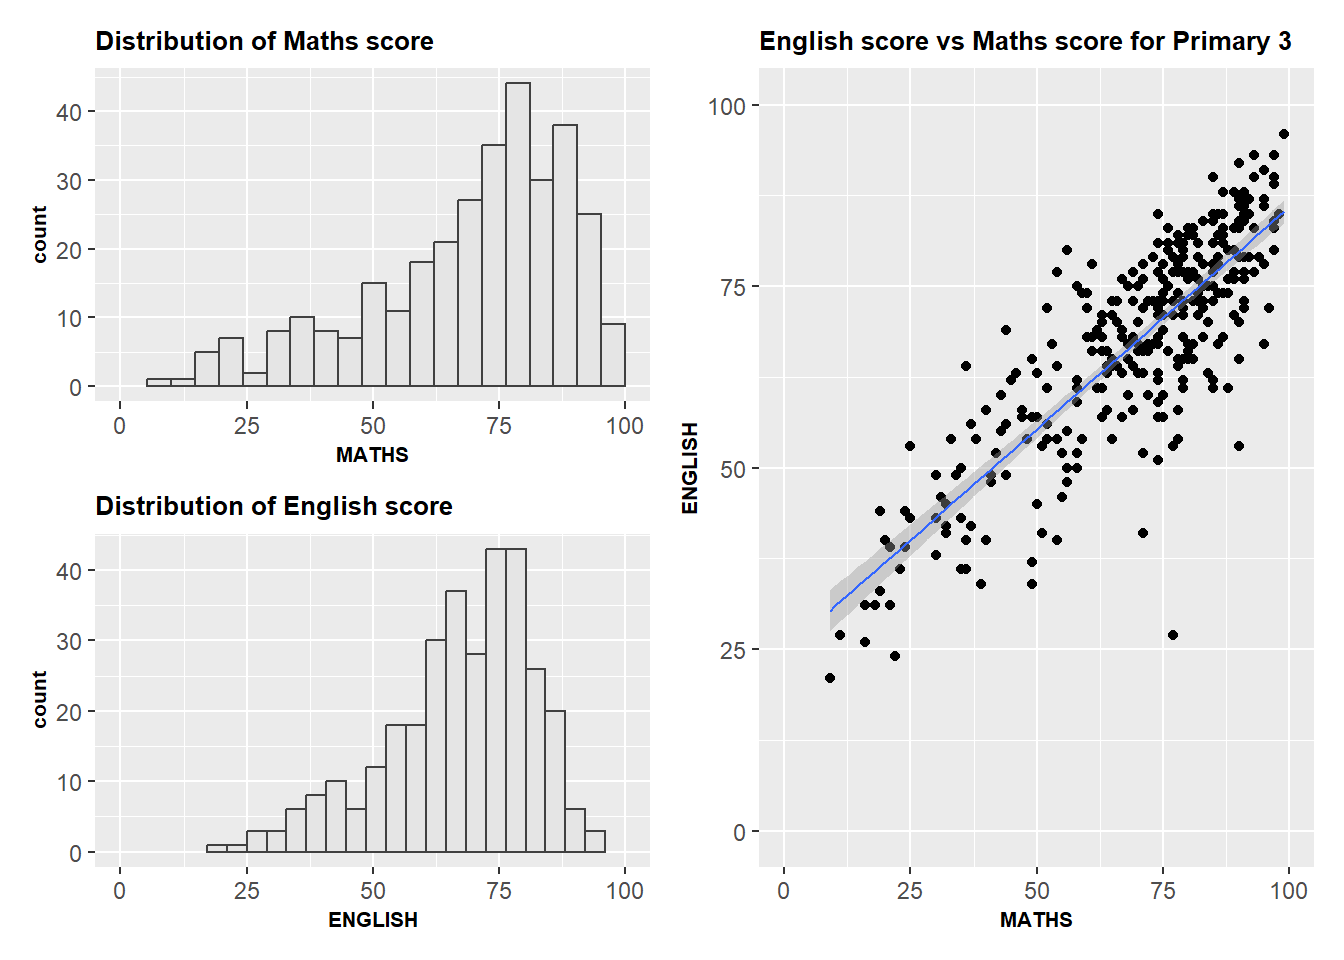 Distribution of Maths score
40
30
20
10
0
count
0 25 50 75 100
MATHS
Distribution of English score
40
30
20
10
0
count
0 25 50 75 100
ENGLISH
English score vs Maths score for Primary 3
100
75
50
25
0
ENGLISH
0 25 50 75 100
MATHS